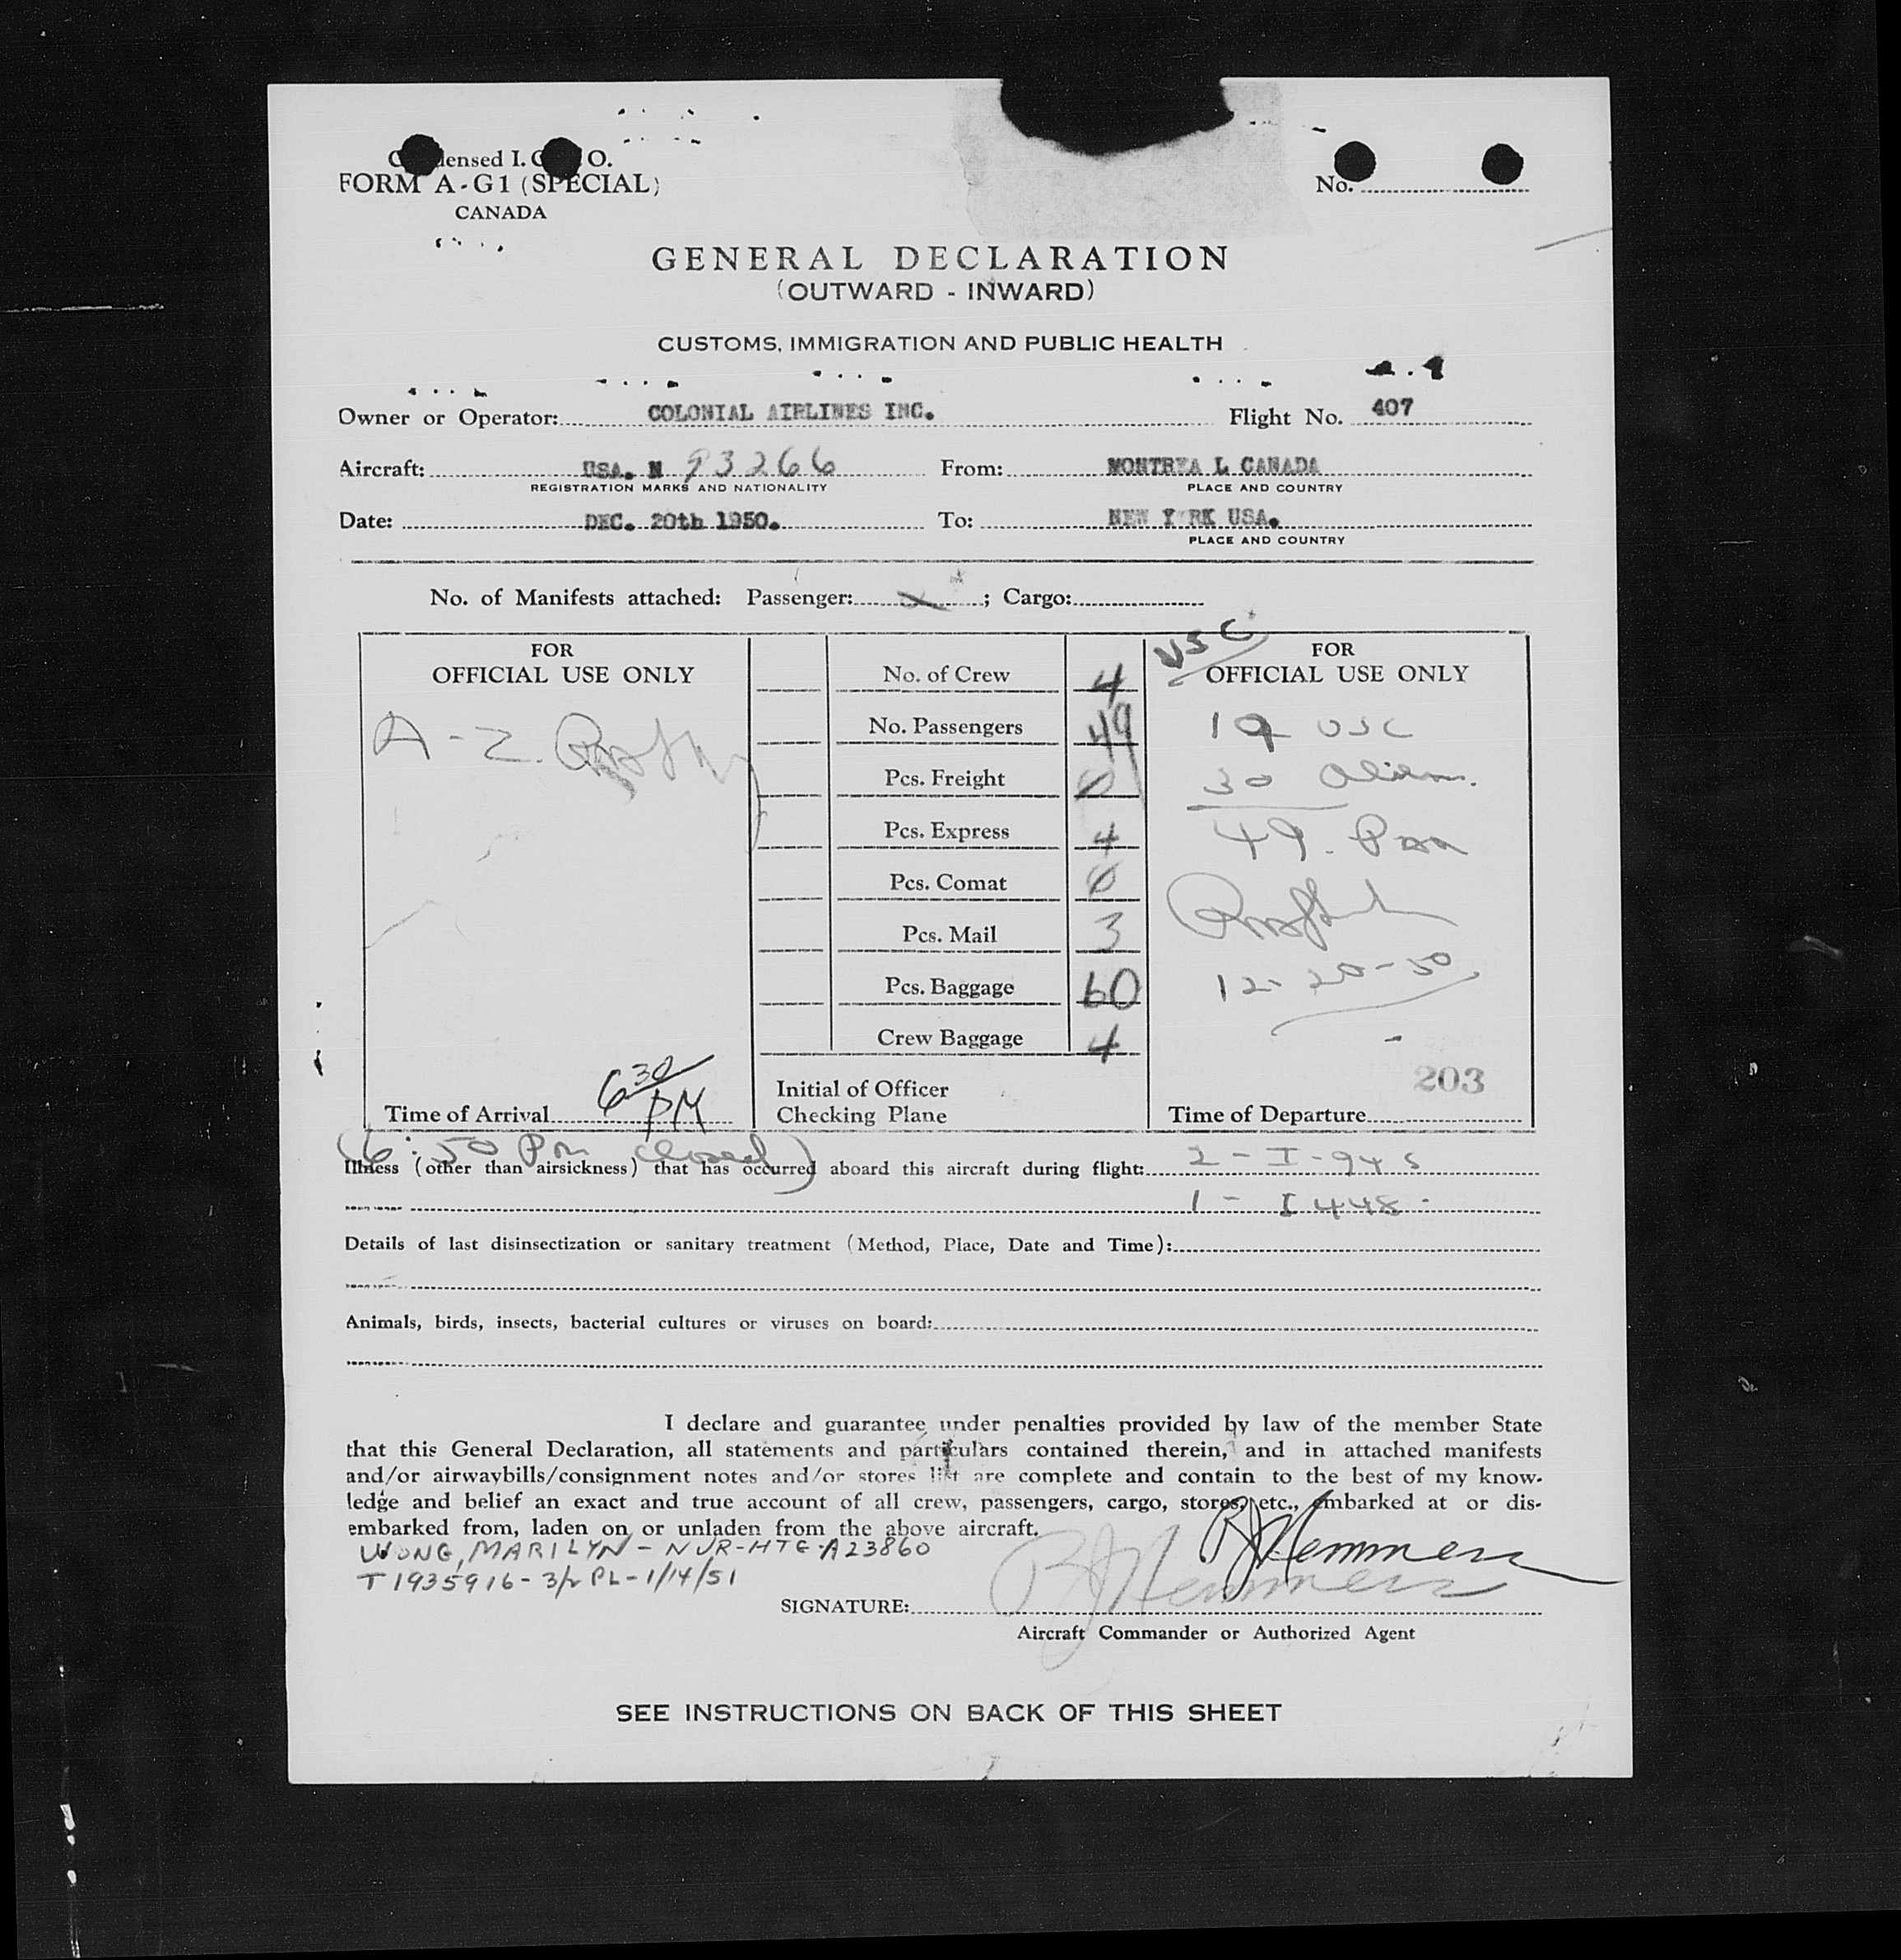 Condensed I. C. A. O.
FORM A-G1 (SPECIAL)
CANADA
No.
GENERAL DECLARATION
(OUTWARD - INWARD)
CUSTOMS, IMMIGRATION AND PUBLIC HEALTH
Owner or Operator: COLONIAL AIRLINES INC. Flight No. 407
Aircraft: USA. N 93266 From: MONTREA L CANADA
REGISTRATION MARKS AND NATIONALITY PLACE AND COUNTRY
Date: DEC. 20th 1950. To: NEW Y RK USA.
PLACE AND COUNTRY
No. of Manifests attached: Passenger: ; Cargo:
USC
FOR
OFFICIAL USE ONLY
A-Z.
No. of Crew 4
No. Passengers 49
Pcs. Freight 0
Pcs. Express 4
Pcs. Comat 0
Pcs. Mail 3
Pcs. Baggage 60
Crew Baggage 4
Initial of Officer
Checking Plane
FOR
OFFICIAL USE ONLY
19 USC
30 Aliens.
49. Pax
12-20-50
203
Time of Arrival 6 30 PM
Time of Departure
(6:50 Pm closed)
Illness (other than airsickness) that has occurred aboard this aircraft during flight: 2 - I-94 s
1 - I 448
Details of last disinsectization or sanitary treatment (Method, Place, Date and Time):
Animals, birds, insects, bacterial cultures or viruses on board:
I declare and guarantee under penalties provided by law of the member State
that this General Declaration, all statements and particulars contained therein, and in attached manifests
and/or airwaybills/consignment notes and/or stores list are complete and contain to the best of my know-
ledge and belief an exact and true account of all crew, passengers, cargo, stores, etc., embarked at or dis-
embarked from, laden on or unladen from the above aircraft.
WONG, MARILYN - NUR-HTG-A23860
T 1935916 - 3/2 PL - 1/14/51
SIGNATURE:
Aircraft Commander or Authorized Agent
SEE INSTRUCTIONS ON BACK OF THIS SHEET